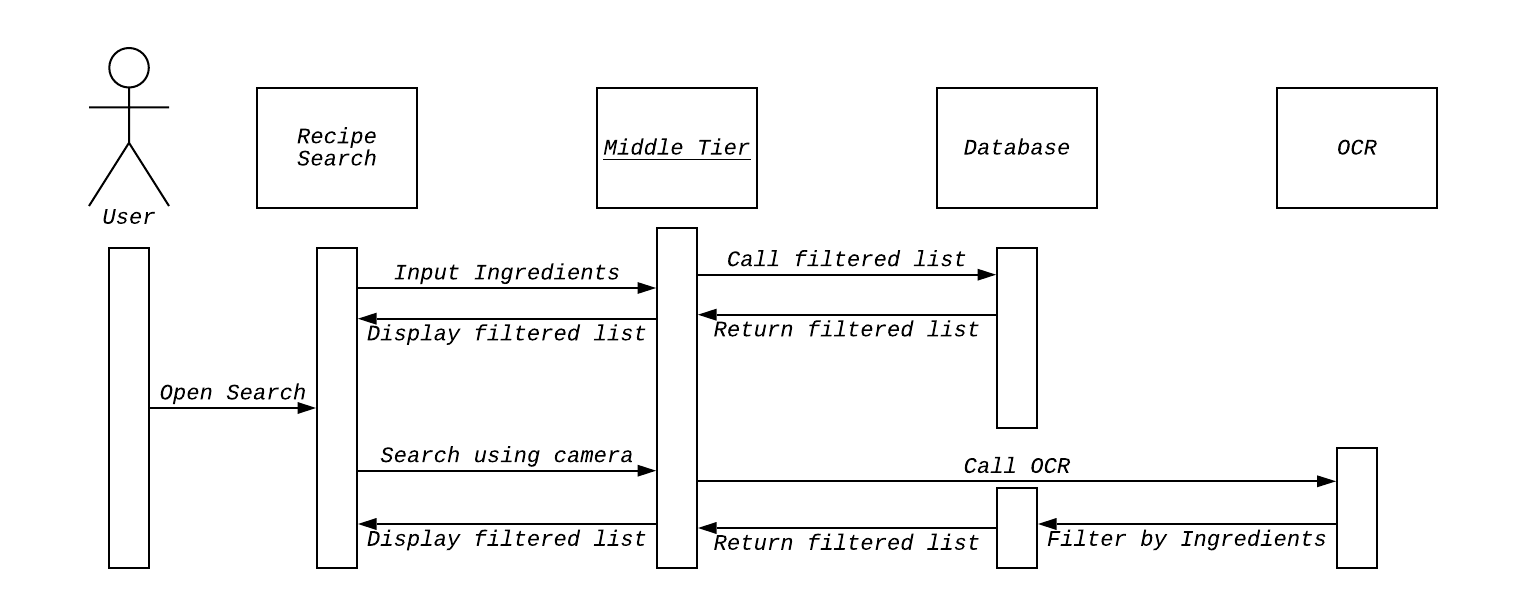 Recipe
Search
Middle Tier
Database
OCR
User
Call filtered list
Input Ingredients
Display filtered list
Return filtered list
Open Search
Search using camera
Call OCR
Display filtered list
Return filtered list
Filter by Ingredients